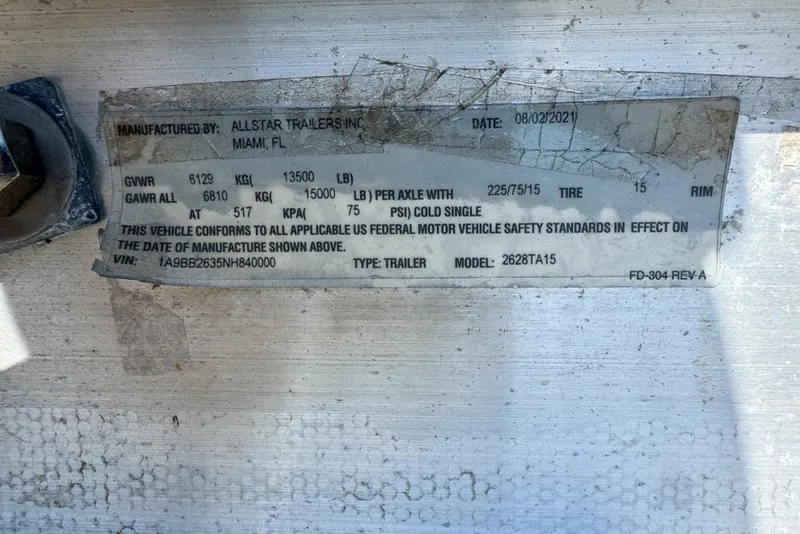 MANUFACTURED BY: ALLSTAR TRAILERS INC. DATE: 08/02/2021
MIAMI, FL
GVWR 6129 KG( 13500 LB)
GAWR ALL 6810 KG( 15000 LB) PER AXLE WITH 225/75/15 TIRE 15 RIM
AT 517 KPA( 75 PSI) COLD SINGLE
THIS VEHICLE CONFORMS TO ALL APPLICABLE US FEDERAL MOTOR VEHICLE SAFETY STANDARDS IN EFFECT ON
THE DATE OF MANUFACTURE SHOWN ABOVE.
VIN: 1A9BB2635NH840000 TYPE: TRAILER MODEL: 2628TA15
FD-304 REV A